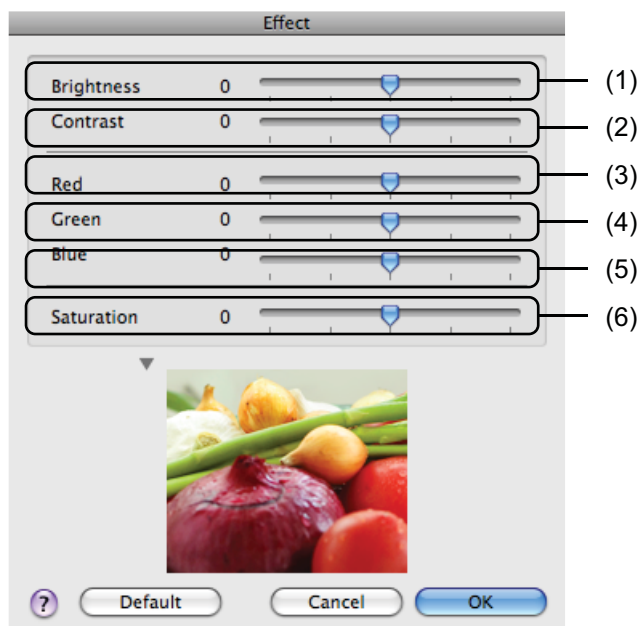 Effect
Brightness 0 (1)
Contrast 0 (2)
Red 0 (3)
Green 0 (4)
Blue 0 (5)
Saturation 0 (6)
? Default Cancel OK